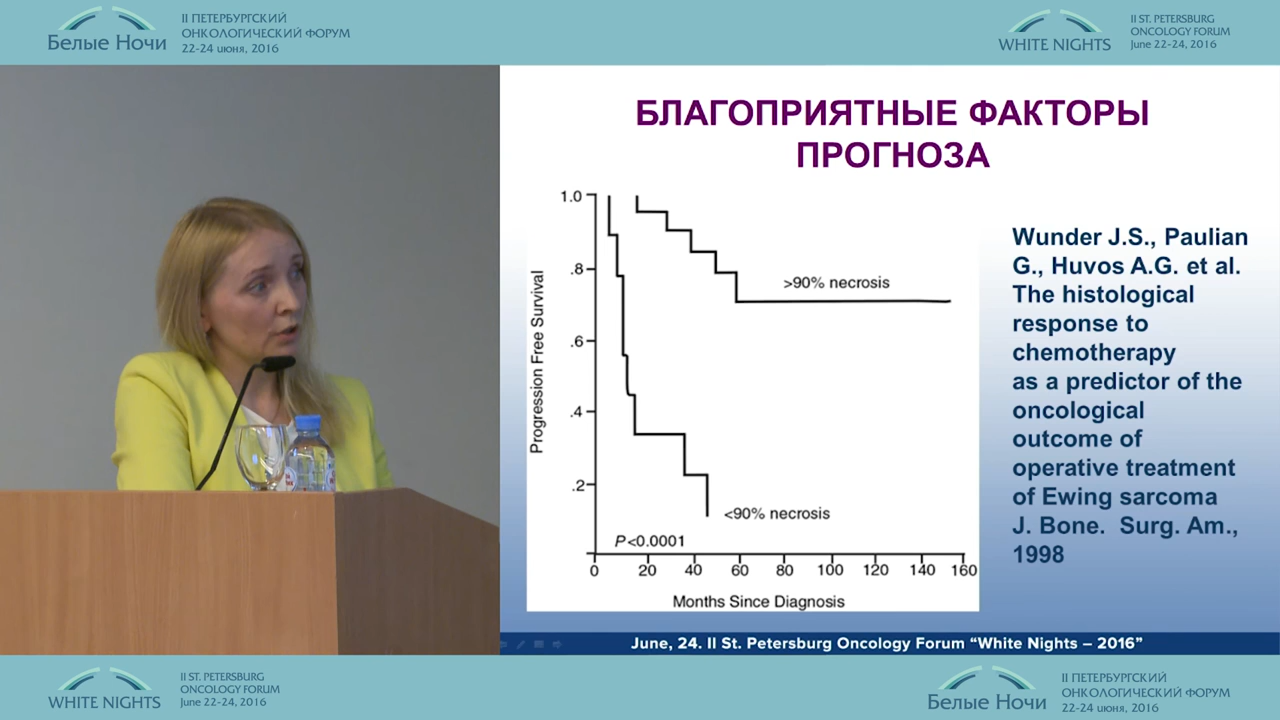 Белые Ночи
II ПЕТЕРБУРГСКИЙ
ОНКОЛОГИЧЕСКИЙ ФОРУМ
22-24 июня, 2016
WHITE NIGHTS
II ST. PETERSBURG
ONCOLOGY FORUM
June 22-24, 2016
БЛАГОПРИЯТНЫЕ ФАКТОРЫ
ПРОГНОЗА
Progression Free Survival
1.0
.8
.6
.4
.2
>90% necrosis
<90% necrosis
P<0.0001
0 20 40 60 80 100 120 140 160
Months Since Diagnosis
Wunder J.S., Paulian
G., Huvos A.G. et al.
The histological
response to
chemotherapy
as a predictor of the
oncological
outcome of
operative treatment
of Ewing sarcoma
J. Bone. Surg. Am.,
1998
June, 24. II St. Petersburg Oncology Forum “White Nights – 2016”
WHITE NIGHTS
II ST. PETERSBURG
ONCOLOGY FORUM
June 22-24, 2016
Белые Ночи
II ПЕТЕРБУРГСКИЙ
ОНКОЛОГИЧЕСКИЙ ФОРУМ
22-24 июня, 2016